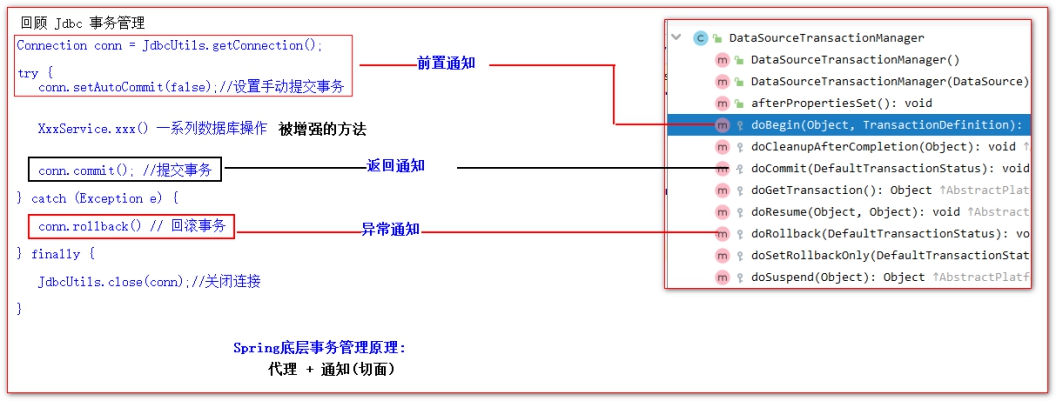 回顾 Jdbc 事务管理
Connection conn = JdbcUtils.getConnection();
try {
conn.setAutoCommit(false);//设置手动提交事务
XxxService.xxx() 一系列数据库操作 被增强的方法
conn.commit(); //提交事务
} catch (Exception e) {
conn.rollback() // 回滚事务
} finally {
JdbcUtils.close(conn);//关闭连接
}
前置通知
返回通知
异常通知
Spring底层事务管理原理:
代理 + 通知(切面)
DataSourceTransactionManager
DataSourceTransactionManager()
DataSourceTransactionManager(DataSource)
afterPropertiesSet(): void
doBegin(Object, TransactionDefinition):
doCleanupAfterCompletion(Object): void ↑
doCommit(DefaultTransactionStatus): void
doGetTransaction(): Object ↑AbstractPlat
doResume(Object, Object): void ↑Abstract
doRollback(DefaultTransactionStatus): vo
doSetRollbackOnly(DefaultTransactionStat
doSuspend(Object): Object ↑AbstractPlatf